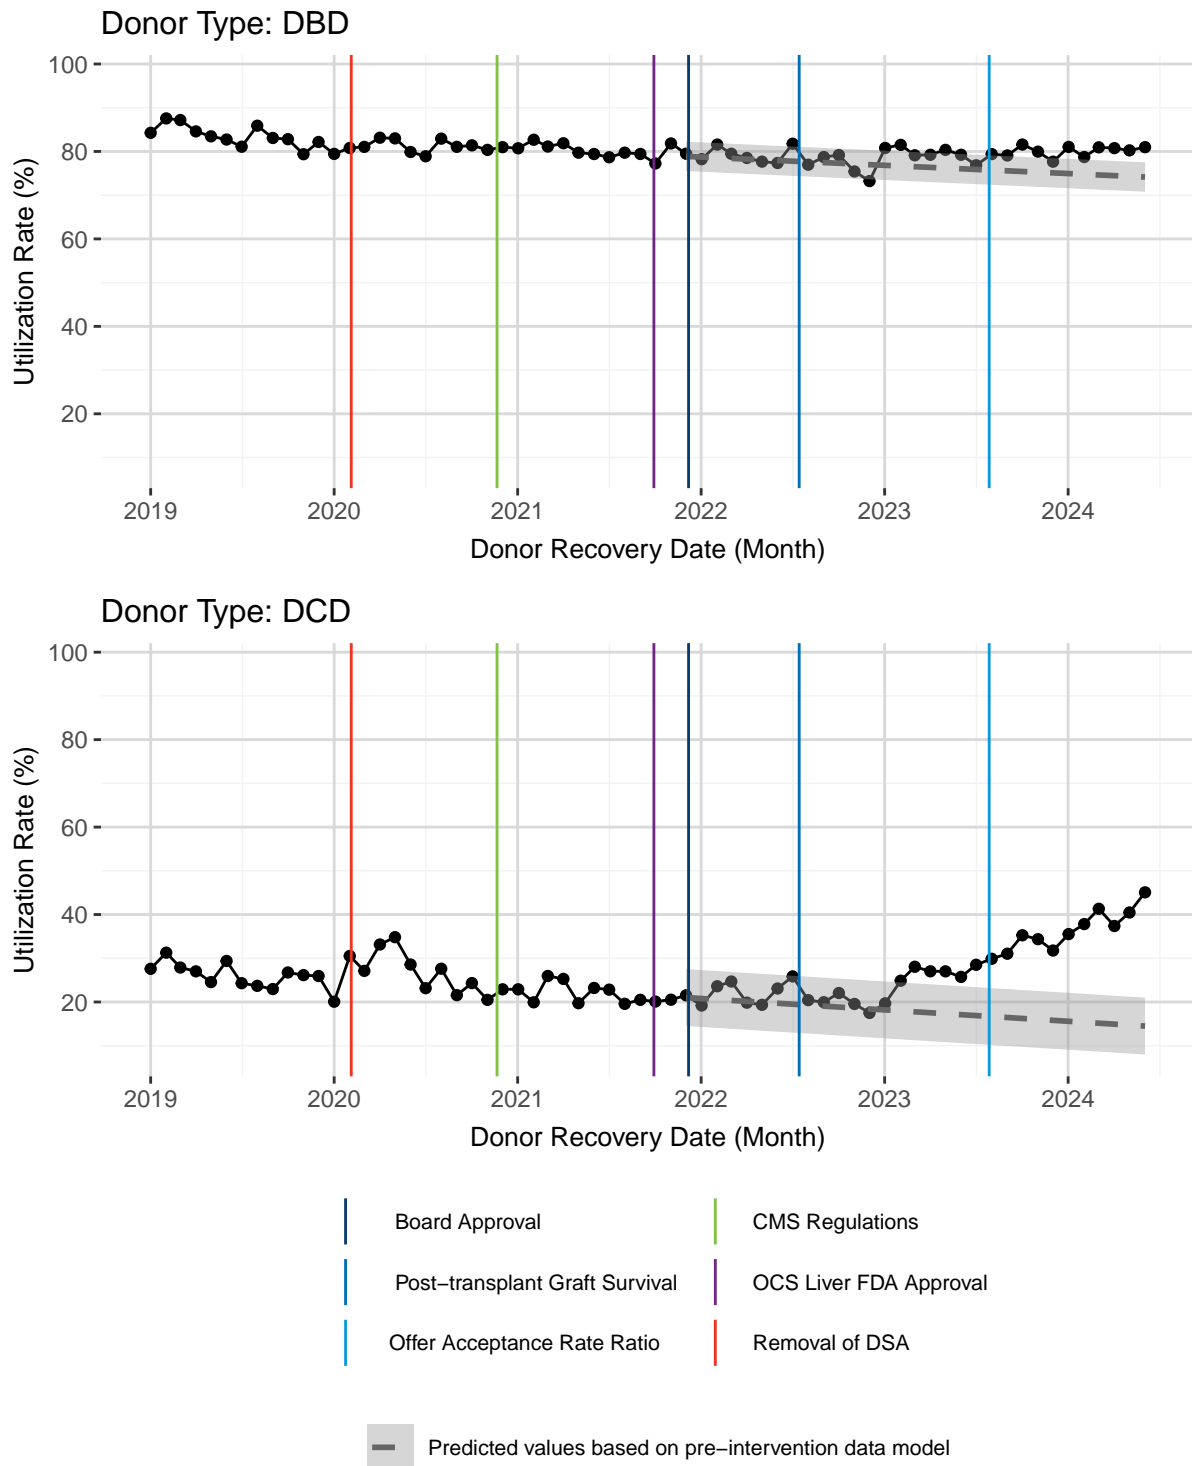 Donor Type: DBD
100
80
60
40
20
Utilization Rate (%)
2019 2020 2021 2022 2023 2024
Donor Recovery Date (Month)
Donor Type: DCD
100
80
60
40
20
Utilization Rate (%)
2019 2020 2021 2022 2023 2024
Donor Recovery Date (Month)
Board Approval
CMS Regulations
Post−transplant Graft Survival
OCS Liver FDA Approval
Offer Acceptance Rate Ratio
Removal of DSA
Predicted values based on pre−intervention data model